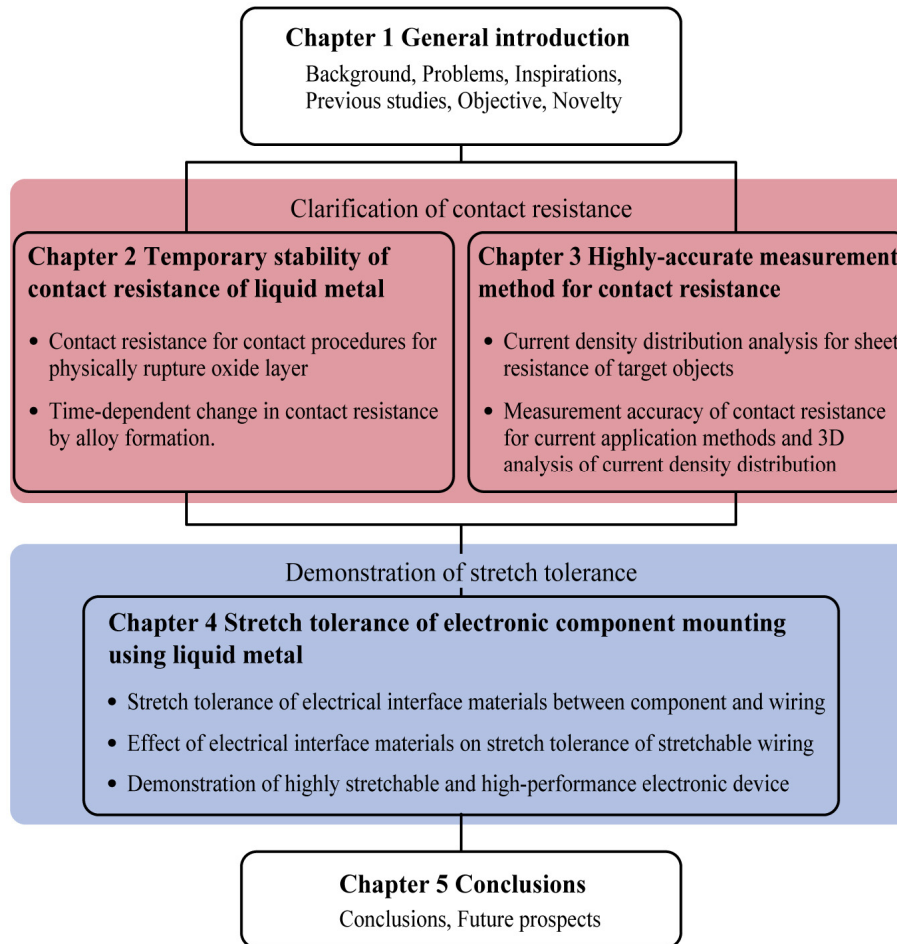 Chapter 1 General introduction
Background, Problems, Inspirations,
Previous studies, Objective, Novelty
Clarification of contact resistance
Chapter 2 Temporary stability of
contact resistance of liquid metal
• Contact resistance for contact procedures for
physically rupture oxide layer
• Time-dependent change in contact resistance
by alloy formation.
Chapter 3 Highly-accurate measurement
method for contact resistance
• Current density distribution analysis for sheet
resistance of target objects
• Measurement accuracy of contact resistance
for current application methods and 3D
analysis of current density distribution
Demonstration of stretch tolerance
Chapter 4 Stretch tolerance of electronic component mounting
using liquid metal
• Stretch tolerance of electrical interface materials between component and wiring
• Effect of electrical interface materials on stretch tolerance of stretchable wiring
• Demonstration of highly stretchable and high-performance electronic device
Chapter 5 Conclusions
Conclusions, Future prospects